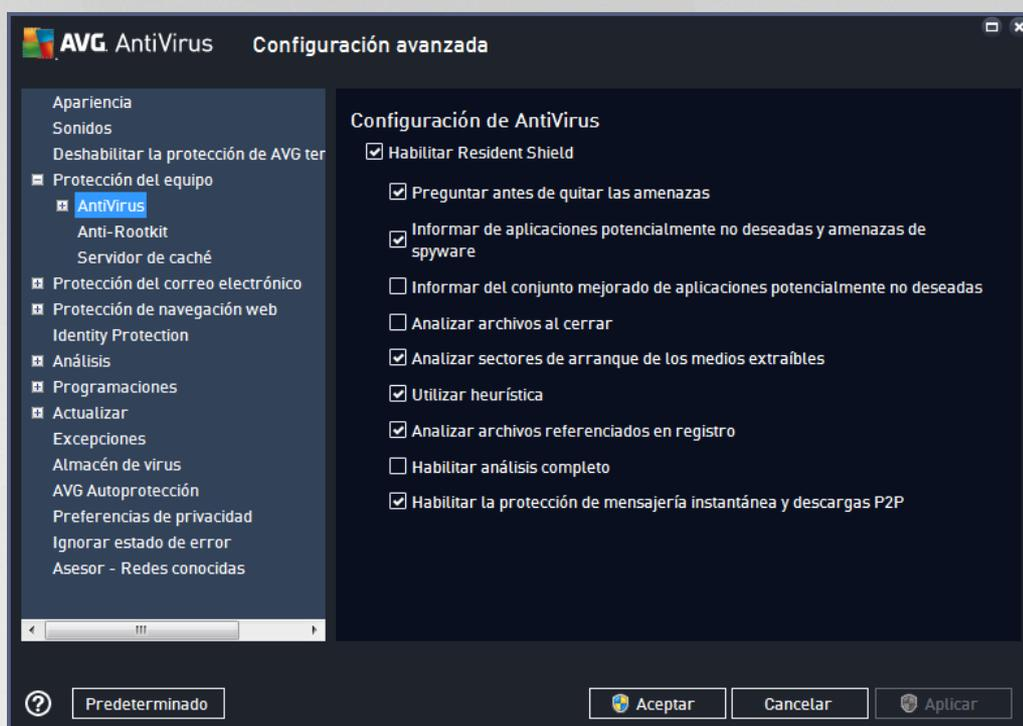 AVG. AntiVirus Configuración avanzada
Apariencia
Sonidos
Deshabilitar la protección de AVG ter
Protección del equipo
AntiVirus
Anti-Rootkit
Servidor de caché
Protección del correo electrónico
Protección de navegación web
Identity Protection
Análisis
Programaciones
Actualizar
Excepciones
Almacén de virus
AVG Autoprotección
Preferencias de privacidad
Ignorar estado de error
Asesor - Redes conocidas
Configuración de AntiVirus
Habilitar Resident Shield
Preguntar antes de quitar las amenazas
Informar de aplicaciones potencialmente no deseadas y amenazas de
spyware
Informar del conjunto mejorado de aplicaciones potencialmente no deseadas
Analizar archivos al cerrar
Analizar sectores de arranque de los medios extraíbles
Utilizar heurística
Analizar archivos referenciados en registro
Habilitar análisis completo
Habilitar la protección de mensajería instantánea y descargas P2P
? Predeterminado Aceptar Cancelar Aplicar